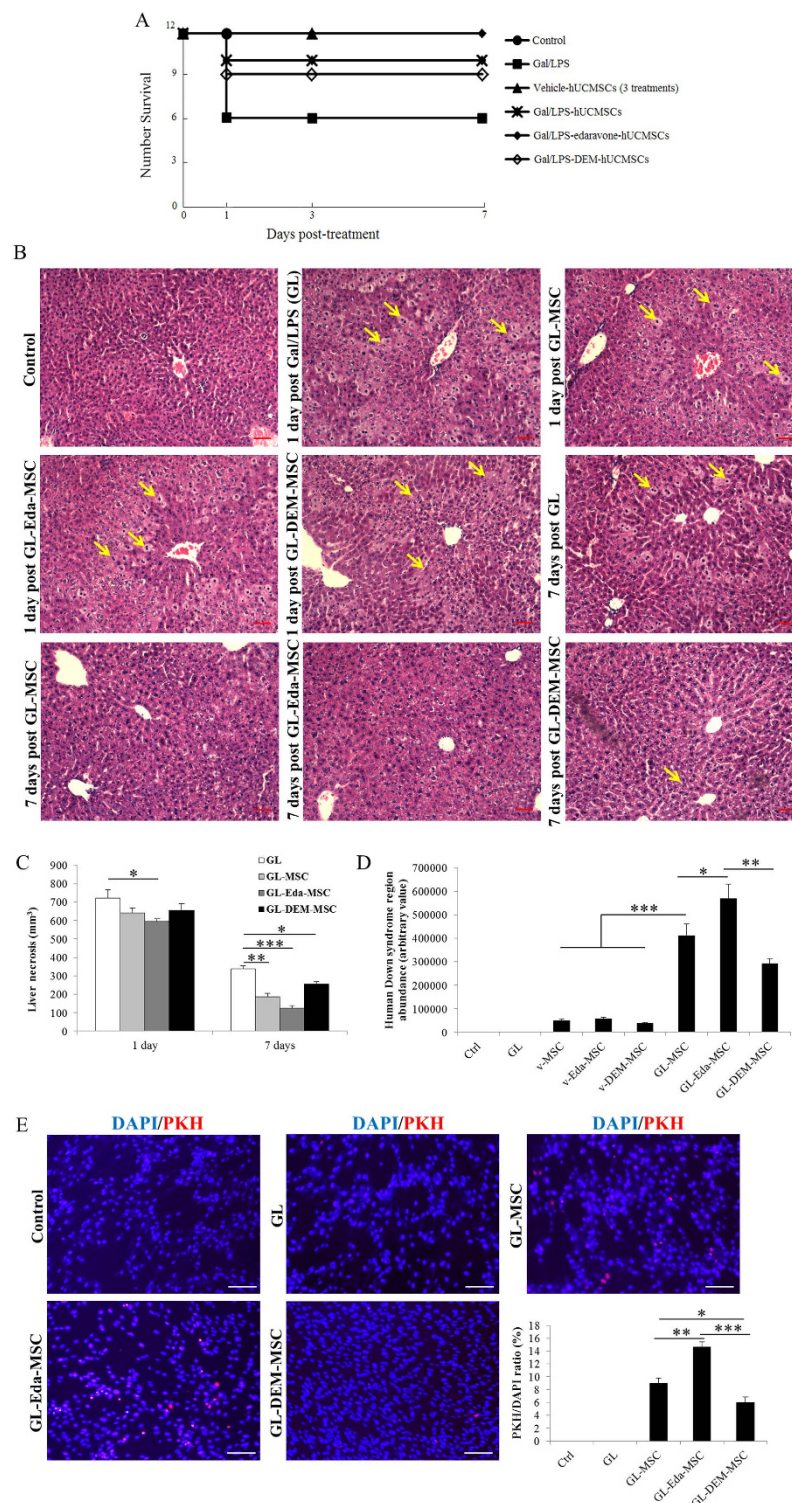 A
12
9
6
3
0
0
1
3
7
Number Survival
Days post-treatment
Control
Gal/LPS
Vehicle-hUCMSCs (3 treatments)
Gal/LPS-hUCMSCs
Gal/LPS-edaravone-hUCMSCs
Gal/LPS-DEM-hUCMSCs
B
Control
1 day post Gal/LPS (GL)
1 day post GL-MSC
1 day post GL-Eda-MSC
1 day post GL-DEM-MSC
7 days post GL
7 days post GL-MSC
7 days post GL-Eda-MSC
7 days post GL-DEM-MSC
C
Liver necrosis (mm³)
900
800
700
600
500
400
300
200
100
0
*
GL
GL-MSC
GL-Eda-MSC
GL-DEM-MSC
*
***
**
1 day
7 days
D
Human Down syndrome region
abundance (arbitrary value)
700000
600000
500000
400000
300000
200000
100000
0
***
*
**
Ctrl
GL
v-MSC
v-Eda-MSC
v-DEM-MSC
GL-MSC
GL-Eda-MSC
GL-DEM-MSC
E
DAPI/PKH
DAPI/PKH
DAPI/PKH
Control
GL
GL-MSC
GL-Eda-MSC
GL-DEM-MSC
PKH/DAPI ratio (%)
18
16
14
12
10
8
6
4
2
0
*
**
***
Ctrl
GL
GL-MSC
GL-Eda-MSC
GL-DEM-MSC